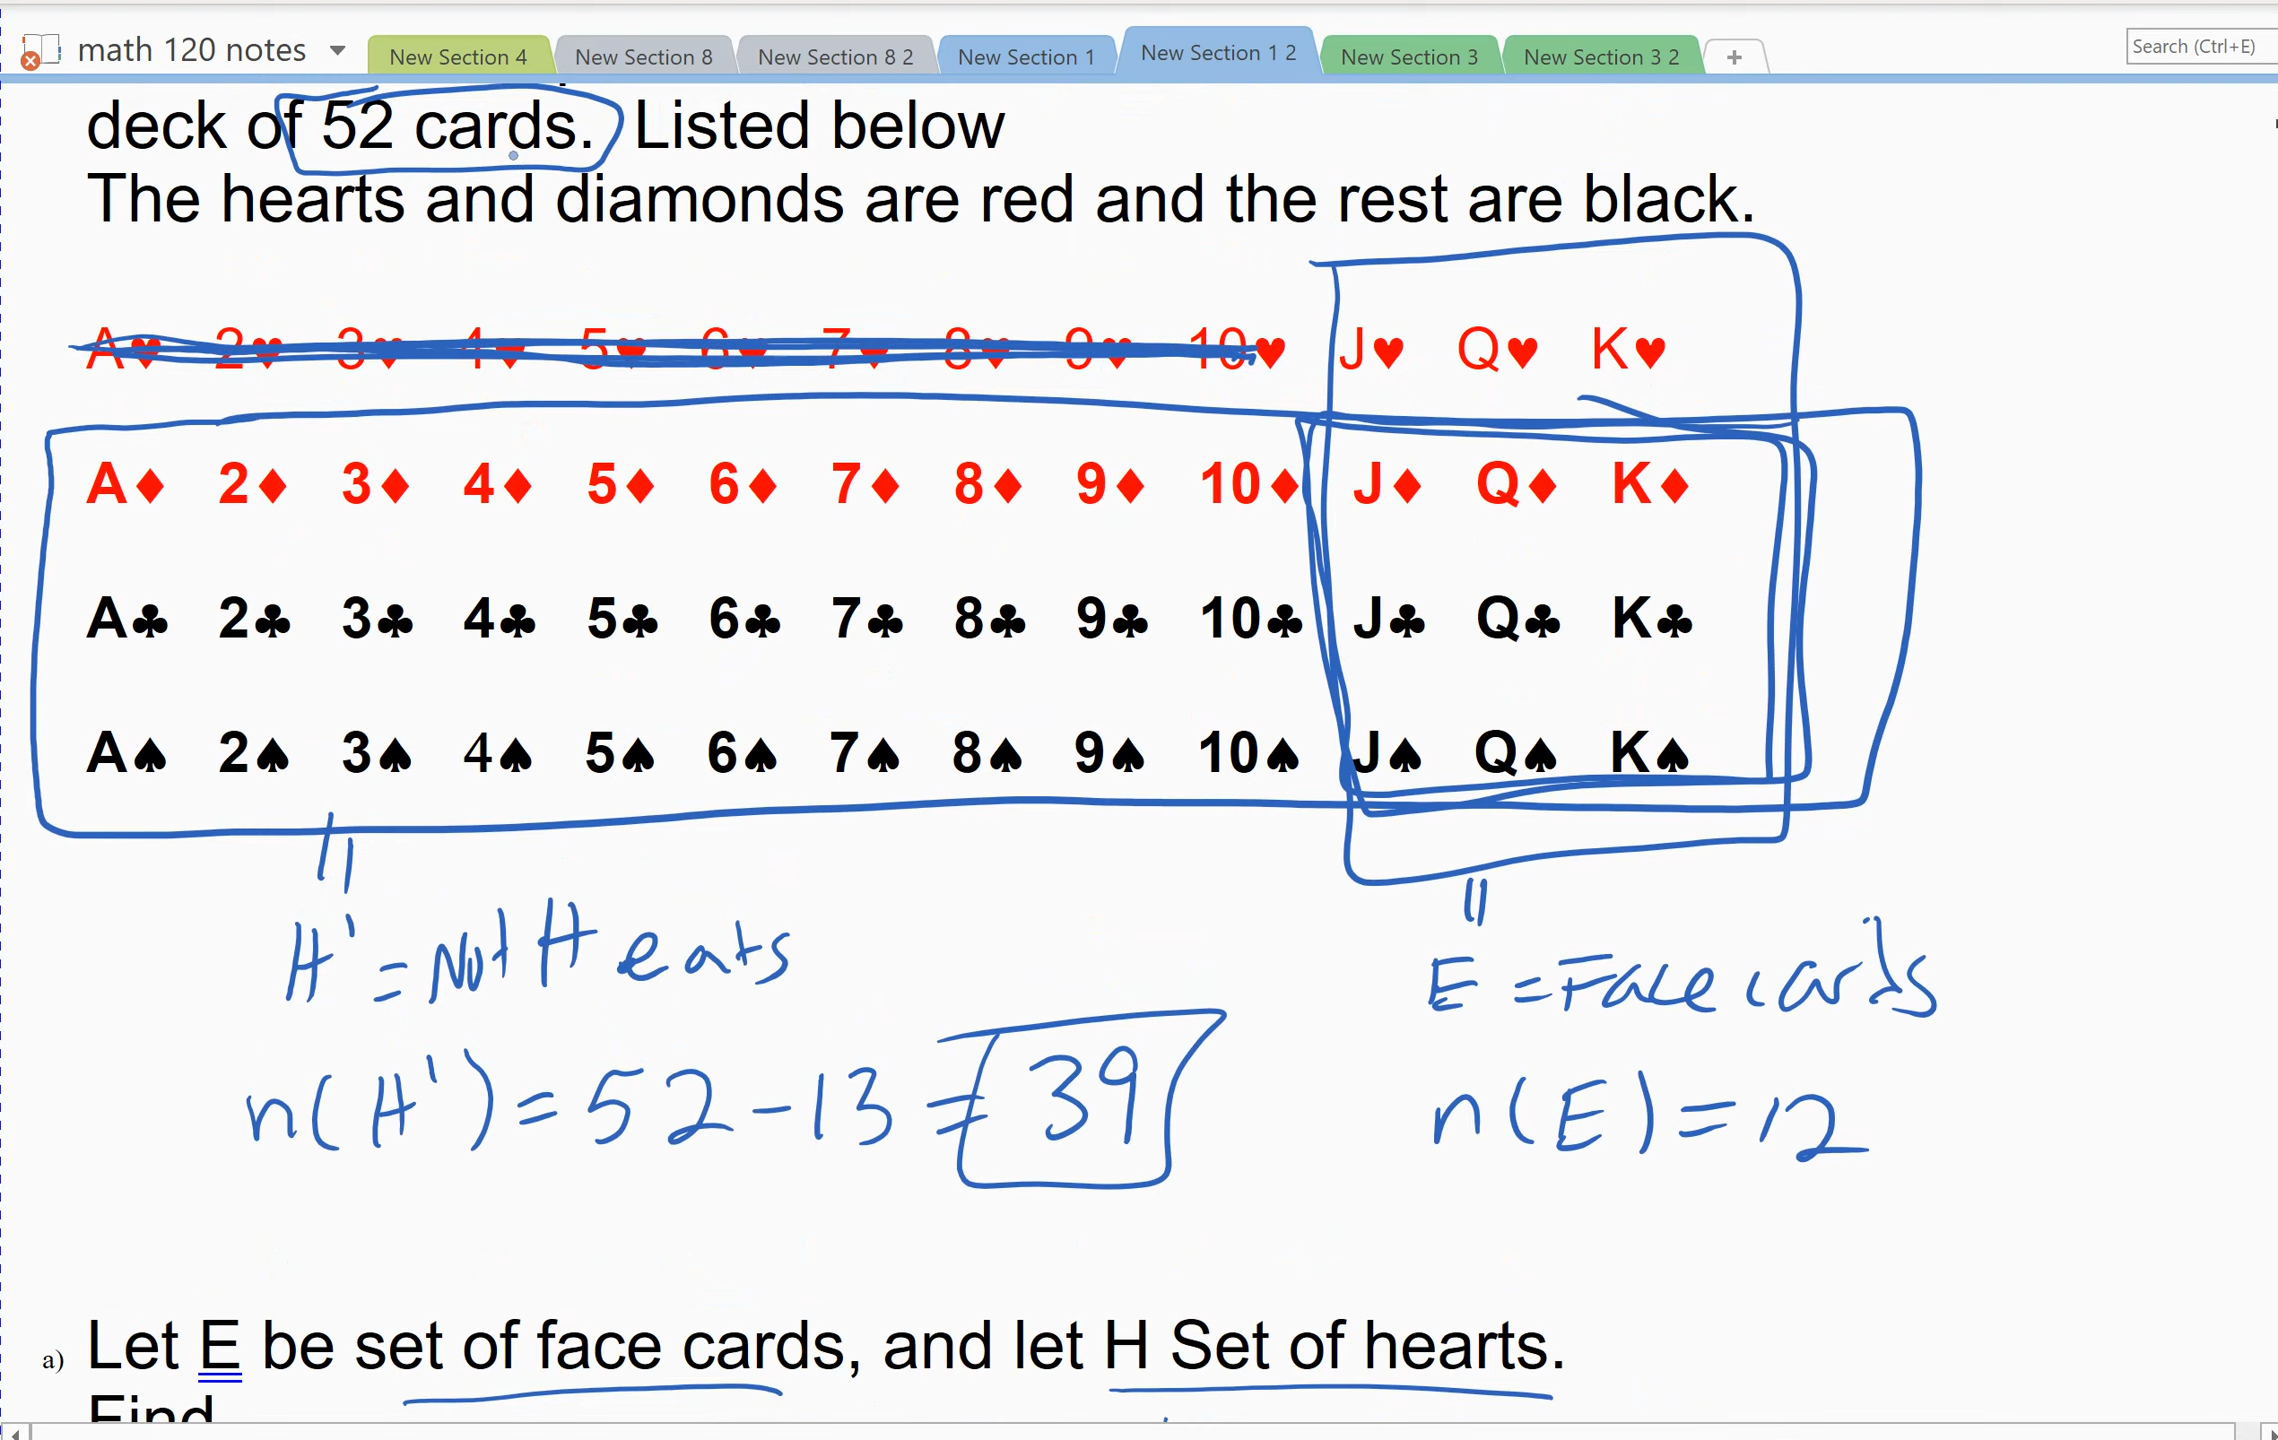 math 120 notes New Section 4 New Section 8 New Section 8 2 New Section 1 New Section 1 2 New Section 3 New Section 3 2 + Search (Ctrl+E)
deck of 52 cards. Listed below
The hearts and diamonds are red and the rest are black.
A♥ 2♥ 3♥ 4♥ 5♥ 6♥ 7♥ 8♥ 9♥ 10♥ J♥ Q♥ K♥
A♦ 2♦ 3♦ 4♦ 5♦ 6♦ 7♦ 8♦ 9♦ 10♦ J♦ Q♦ K♦
A♣ 2♣ 3♣ 4♣ 5♣ 6♣ 7♣ 8♣ 9♣ 10♣ J♣ Q♣ K♣
A♠ 2♠ 3♠ 4♠ 5♠ 6♠ 7♠ 8♠ 9♠ 10♠ J♠ Q♠ K♠
H' = Not Heats
E = Face cards
n(H') = 52 - 13 = 39
n(E) = 12
a) Let E be set of face cards, and let H Set of hearts.
Find